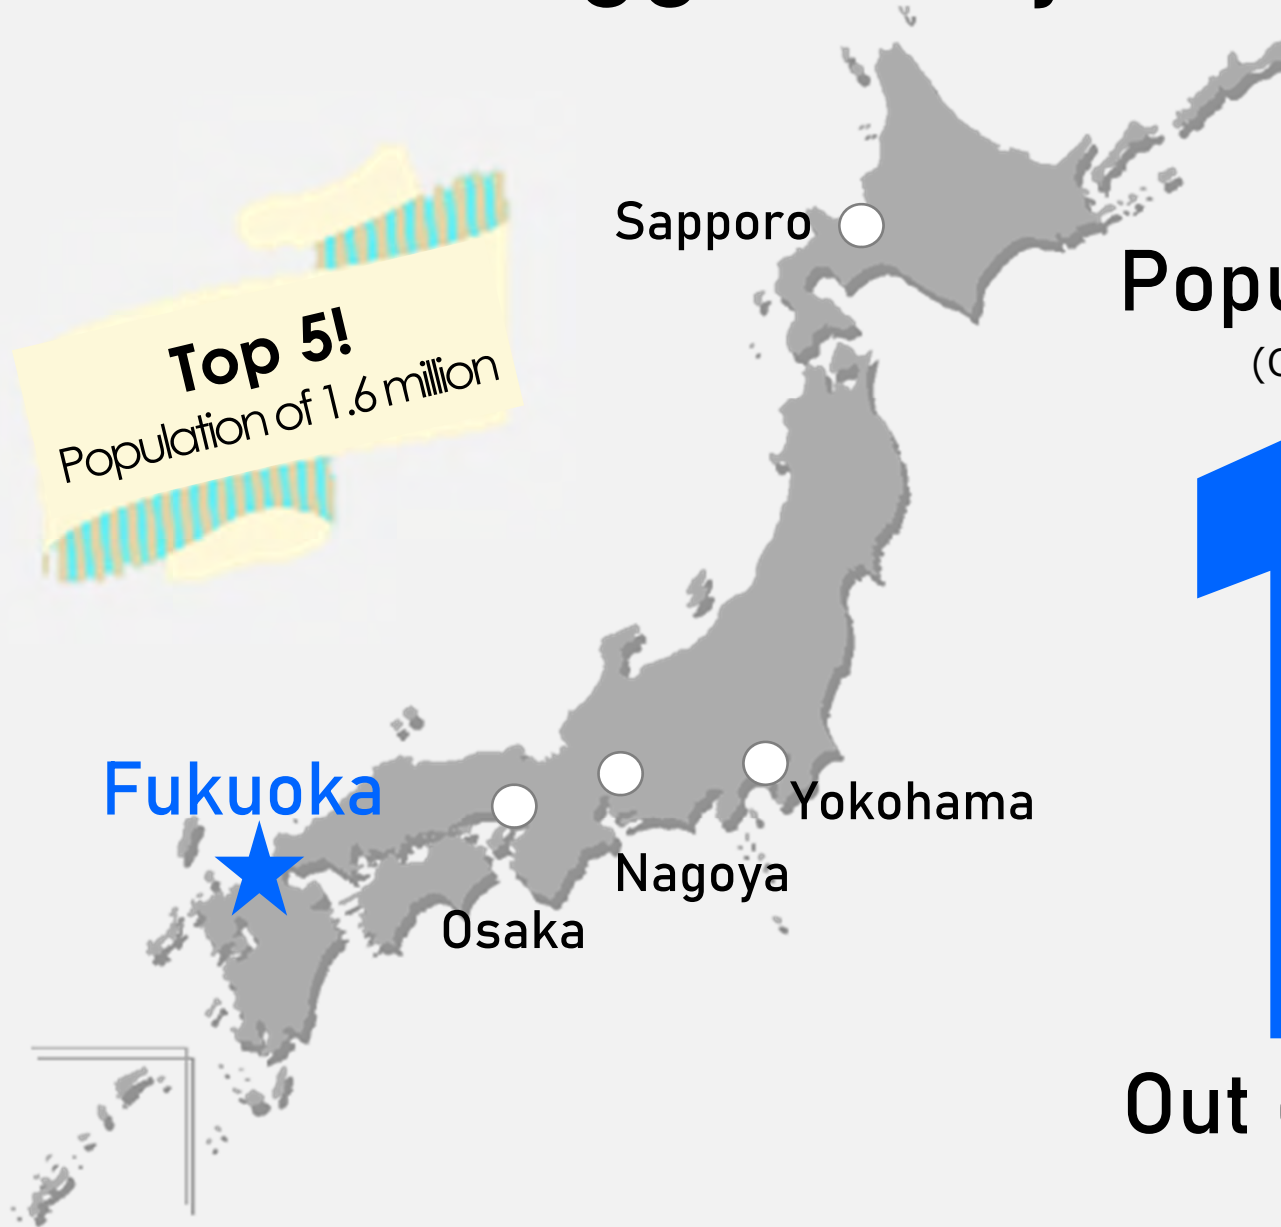 Top 5!
Population of 1.6 million
Sapporo
Fukuoka
Yokohama
Nagoya
Osaka
Out